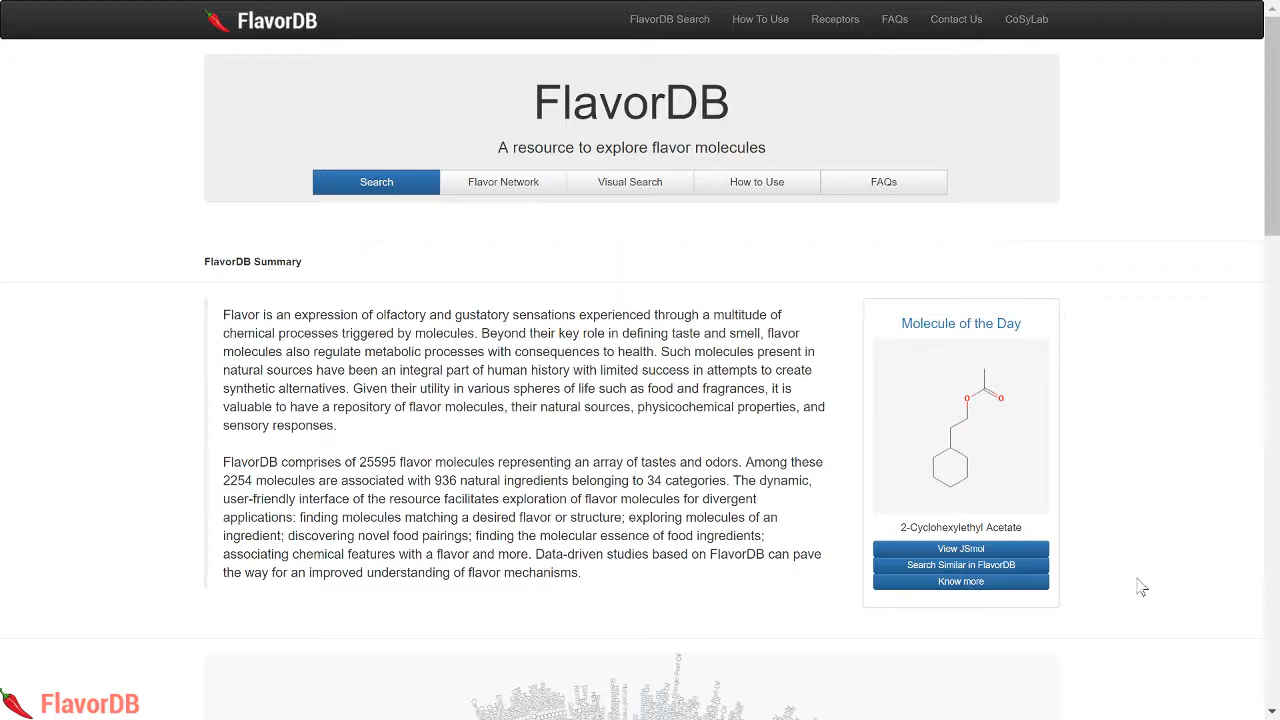 FlavorDB
FlavorDB Search
How To Use
Receptors
FAQs
Contact Us
CoSyLab
FlavorDB
A resource to explore flavor molecules
Search
Flavor Network
Visual Search
How to Use
FAQs
FlavorDB Summary
Flavor is an expression of olfactory and gustatory sensations experienced through a multitude of
chemical processes triggered by molecules. Beyond their key role in defining taste and smell, flavor
molecules also regulate metabolic processes with consequences to health. Such molecules present in
natural sources have been an integral part of human history with limited success in attempts to create
synthetic alternatives. Given their utility in various spheres of life such as food and fragrances, it is
valuable to have a repository of flavor molecules, their natural sources, physicochemical properties, and
sensory responses.
FlavorDB comprises of 25595 flavor molecules representing an array of tastes and odors. Among these
2254 molecules are associated with 936 natural ingredients belonging to 34 categories. The dynamic,
user-friendly interface of the resource facilitates exploration of flavor molecules for divergent
applications: finding molecules matching a desired flavor or structure; exploring molecules of an
ingredient; discovering novel food pairings; finding the molecular essence of food ingredients;
associating chemical features with a flavor and more. Data-driven studies based on FlavorDB can pave
the way for an improved understanding of flavor mechanisms.
Molecule of the Day
O
O
2-Cyclohexylethyl Acetate
View JSmol
Search Similar in FlavorDB
Know more
FlavorDB